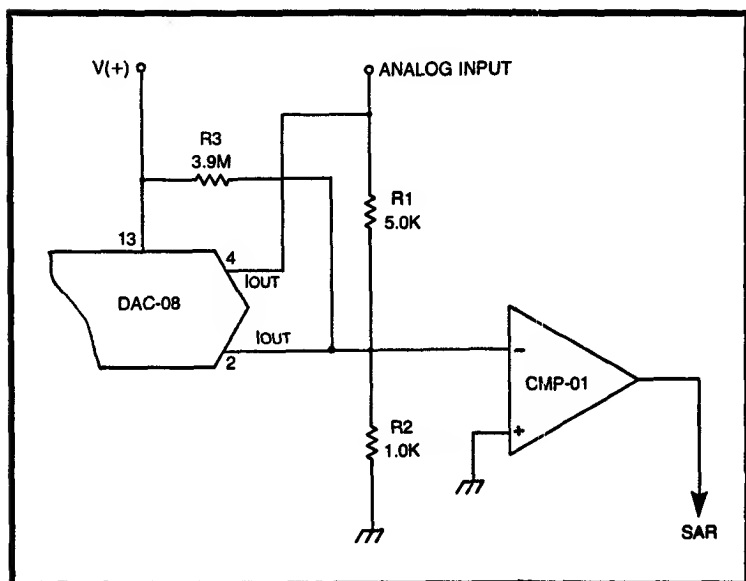 V(+)
ANALOG INPUT
R3
3.9M
R1
5.0K
13
4
IOUT
DAC-08
IOUT
2
-
CMP-01
+
R2
1.0K
SAR